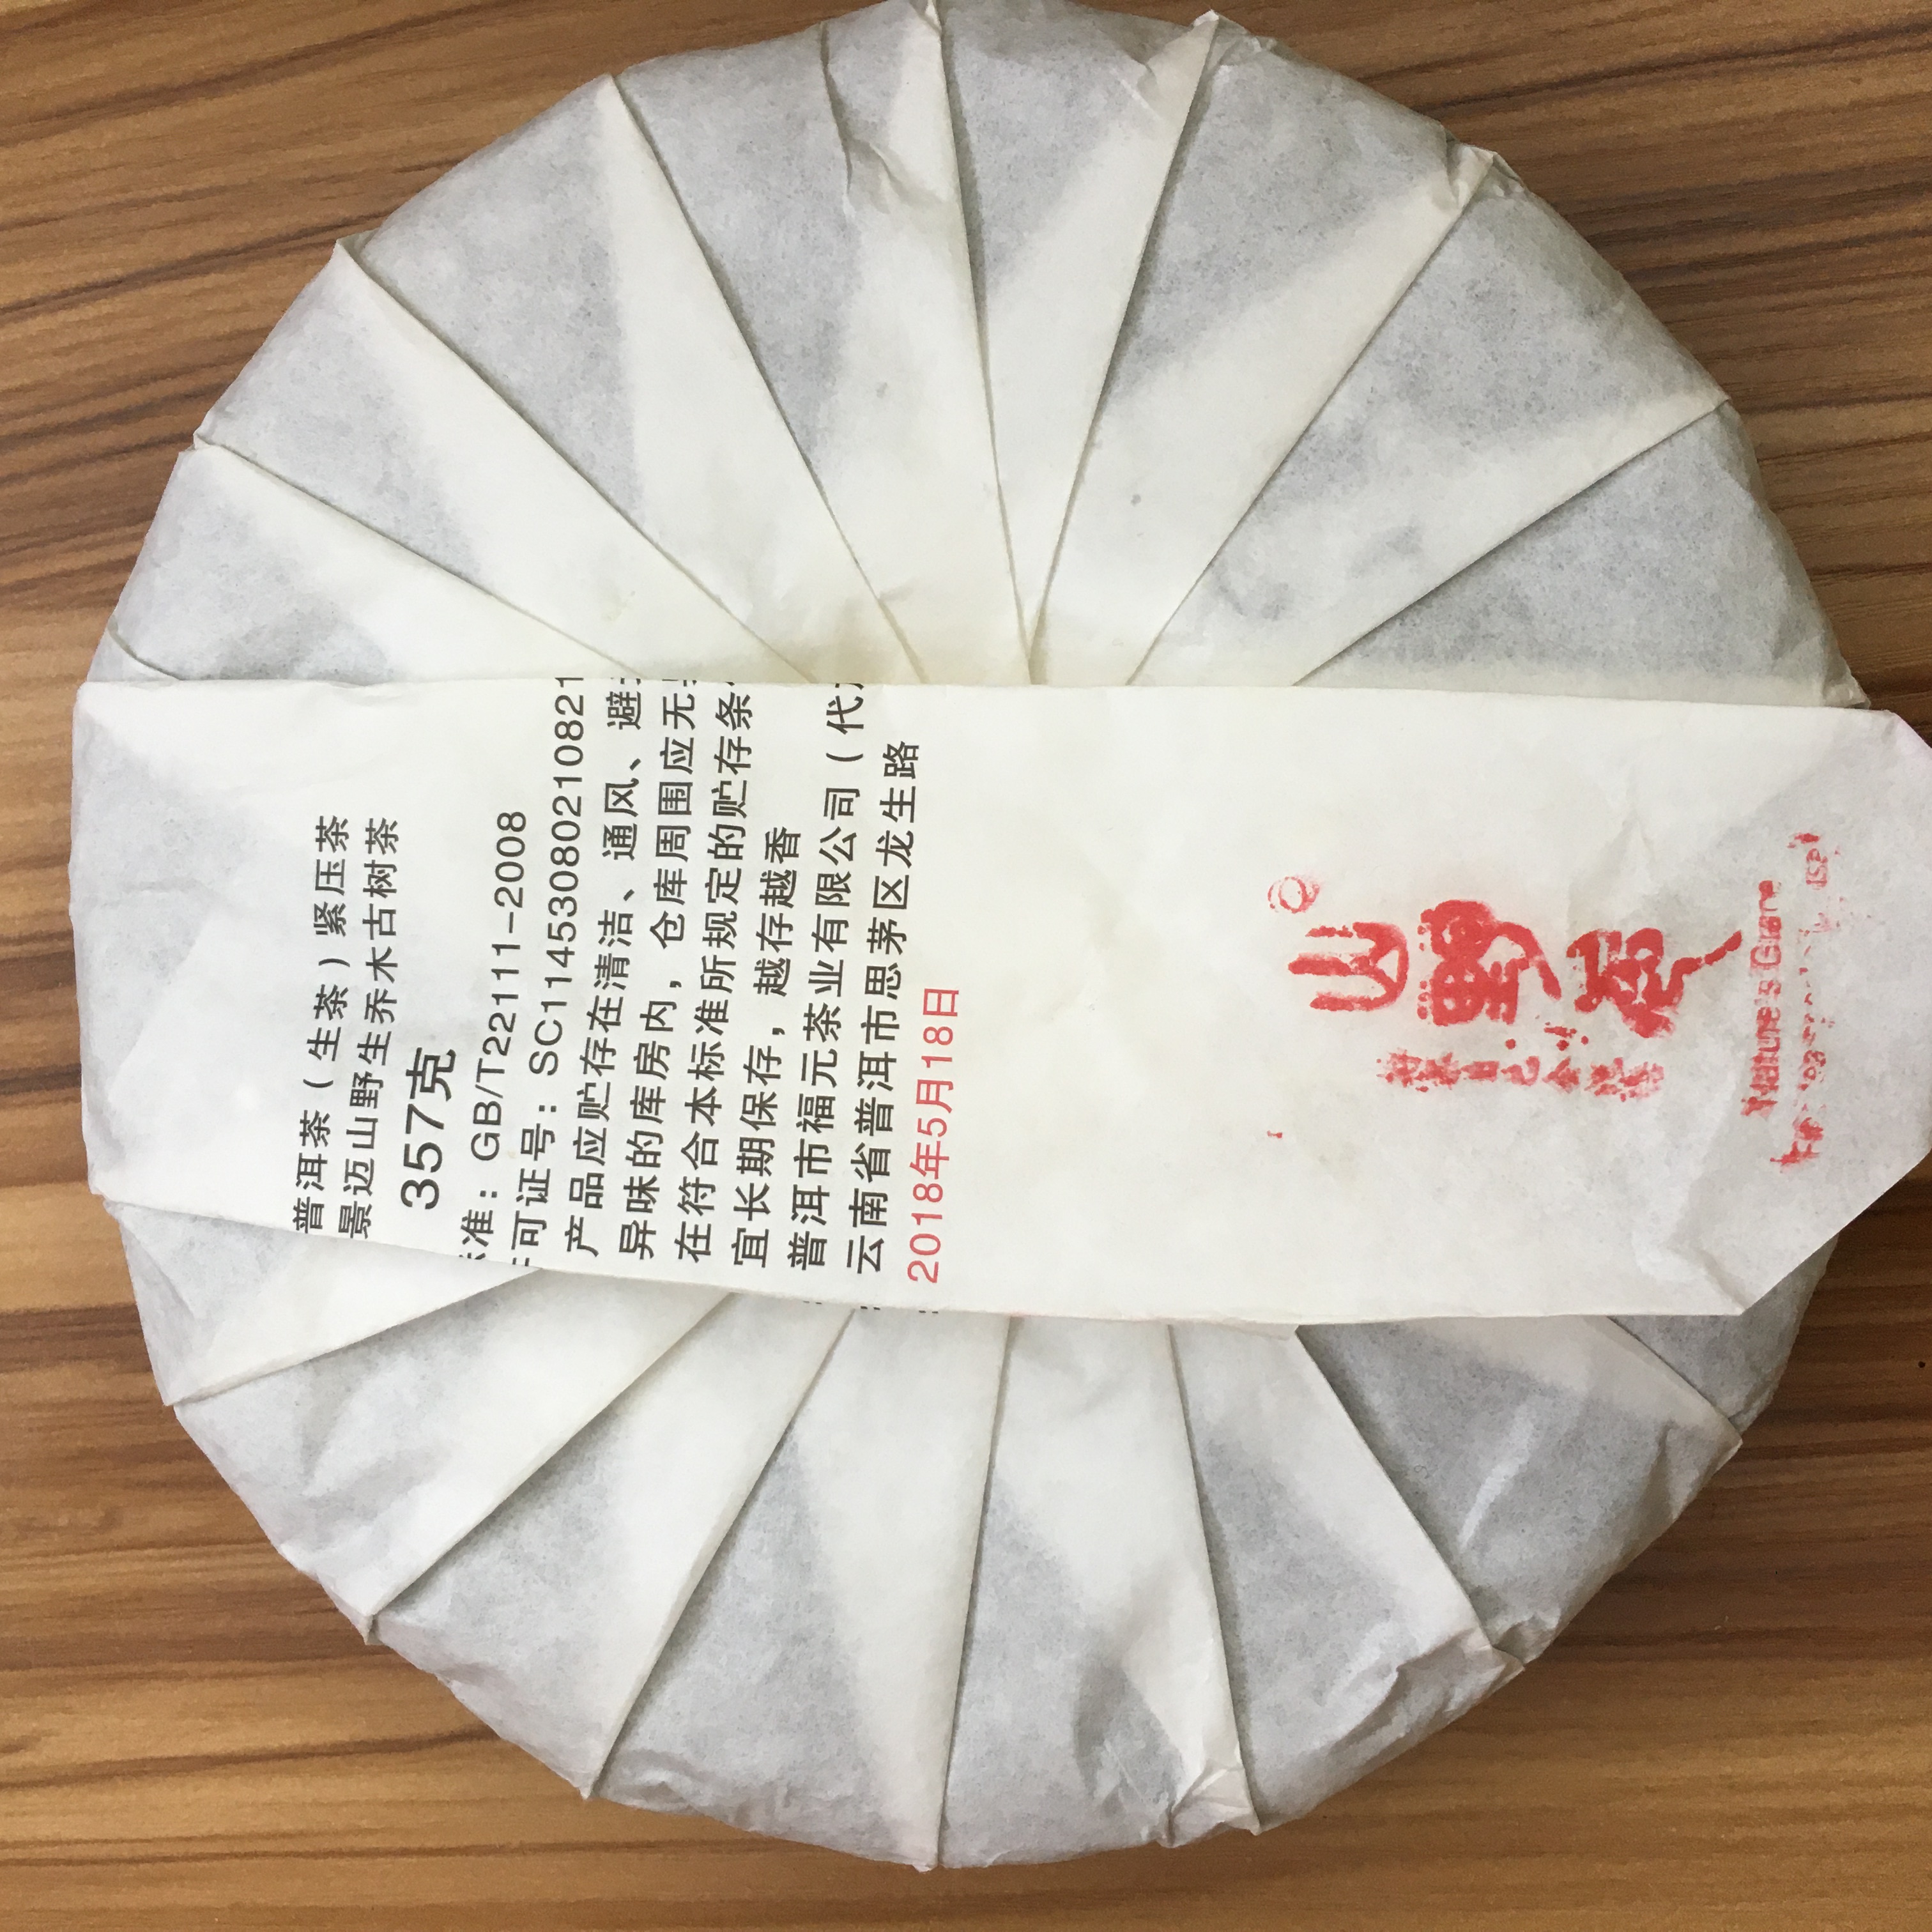 普洱茶（生茶）紧压茶
景迈山野生乔木古树茶
357克
准：GB/T22111-2008
可证号：SC11453080210821
产品应贮存在清洁、通风、避
异味的库房内，仓库周围应无
在符合本标准所规定的贮存条
宜长期保存，越存越香
普洱市福元茶业有限公司（代
云南省普洱市思茅区龙生路
2018年5月18日
山野
Nature's